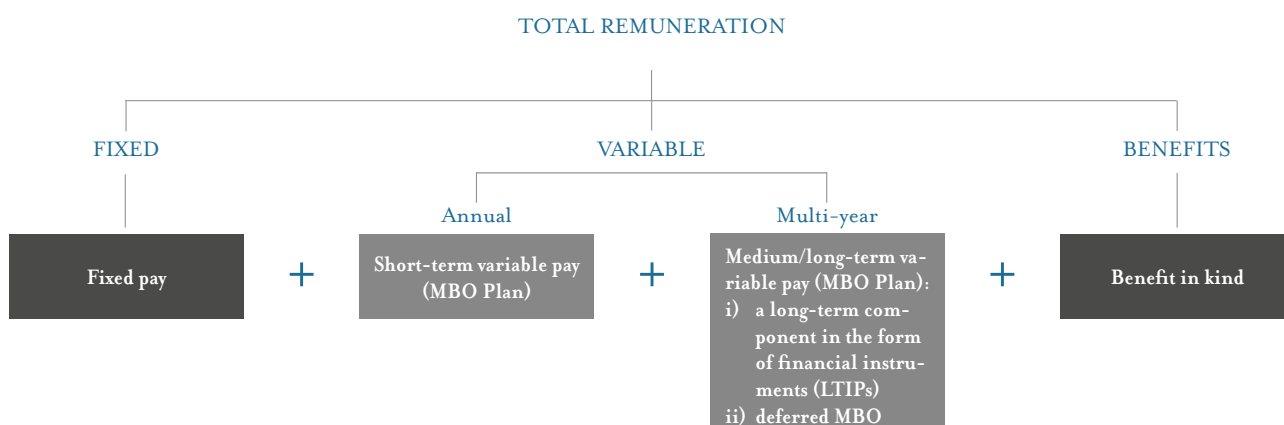 TOTAL REMUNERATION
FIXED
VARIABLE
BENEFITS
Annual
Multi-year
Fixed pay
+
Short-term variable pay
(MBO Plan)
+
Medium/long-term va-
riable pay (MBO Plan):
i) a long-term com-
ponent in the form
of financial instru-
ments (LTIPs)
ii) deferred MBO
+
Benefit in kind